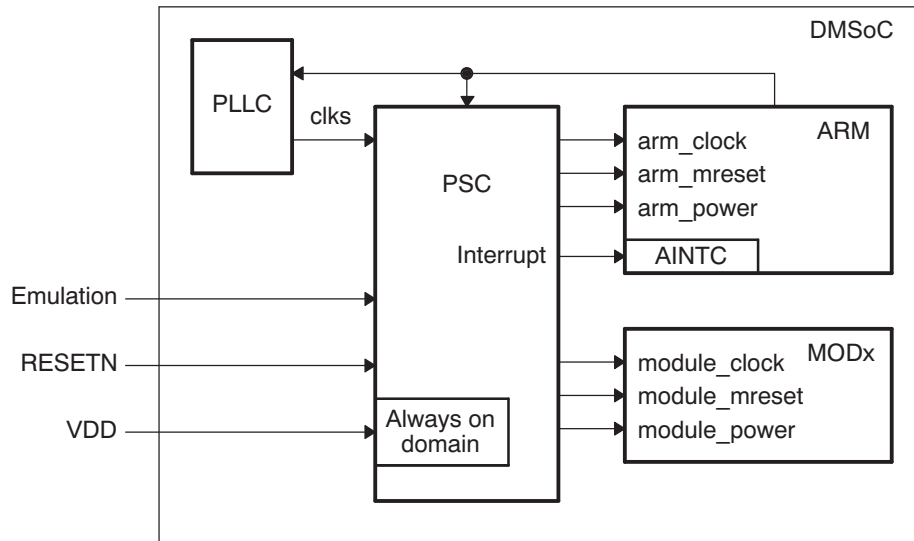 DMSoC
PLLC
clks
PSC
Interrupt
ARM
arm_clock
arm_mreset
arm_power
AINTC
Emulation
RESETN
VDD
Always on
domain
MODx
module_clock
module_mreset
module_power